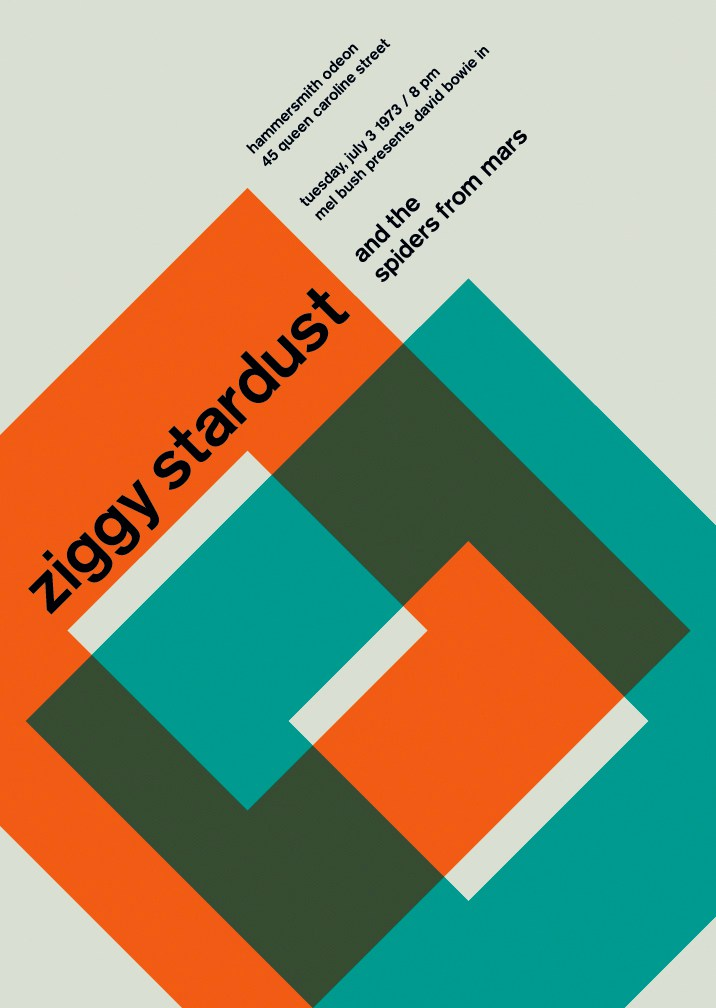 hammersmith odeon
45 queen caroline street
tuesday, july 3 1973 / 8 pm
mel bush presents david bowie in
ziggy stardust
and the
spiders from mars